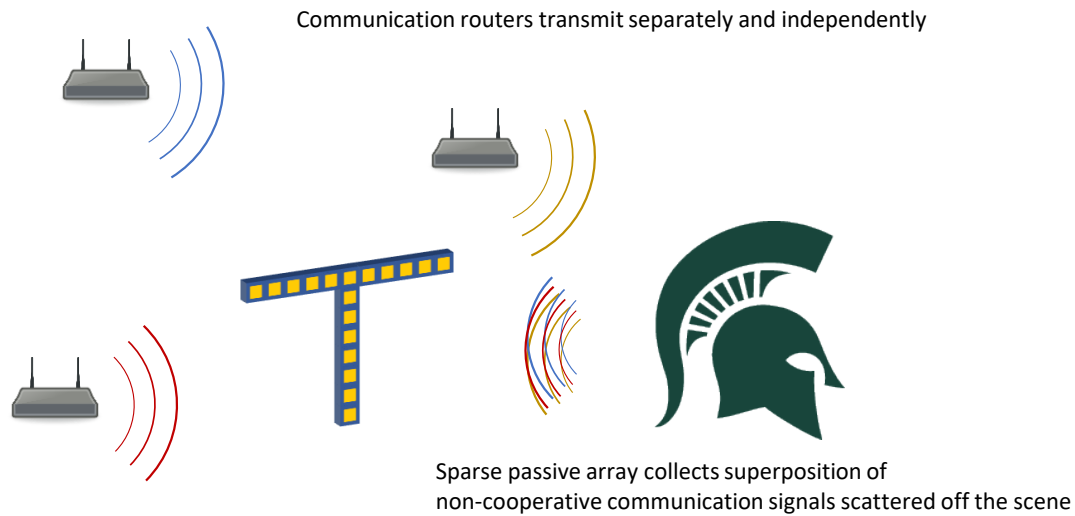 Communication routers transmit separately and independently
Sparse passive array collects superposition of
non-cooperative communication signals scattered off the scene